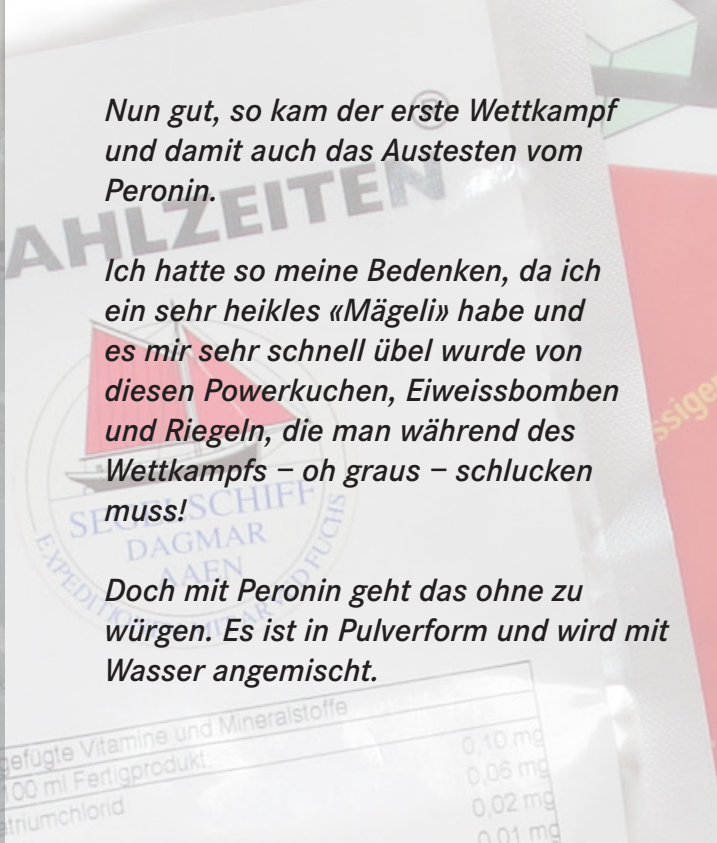 Nun gut, so kam der erste Wettkampf
und damit auch das Austesten vom
Peronin.
Ich hatte so meine Bedenken, da ich
ein sehr heikles «Mägeli» habe und
es mir sehr schnell übel wurde von
diesen Powerkuchen, Eiweissbomben
und Riegeln, die man während des
Wettkampfs – oh graus – schlucken
muss!
Doch mit Peronin geht das ohne zu
würgen. Es ist in Pulverform und wird mit
Wasser angemischt.
®
AHLZEITEN
SEGELSCHIFF
DAGMAR
AAEN
gefügte Vitamine und Mineralstoffe
100 ml Fertigprodukt
0,10 mg
0,06 mg
atriumchlorid
0,02 mg
0,01 mg